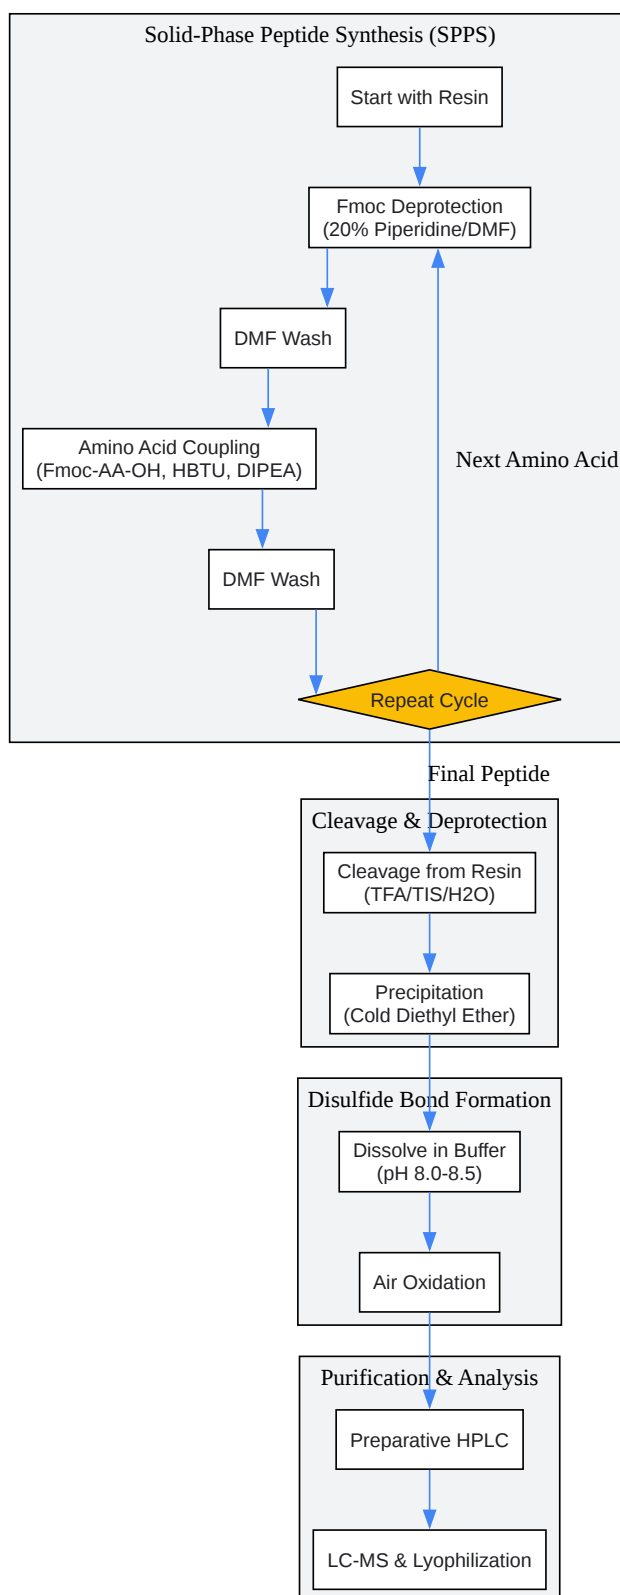 Solid-Phase Peptide Synthesis (SPPS)
Start with Resin
Fmoc Deprotection
(20% Piperidine/DMF)
DMF Wash
Amino Acid Coupling
(Fmoc-AA-OH, HBTU, DIPEA)
Next Amino Acid
DMF Wash
Repeat Cycle
Final Peptide
Cleavage & Deprotection
Cleavage from Resin
(TFA/TIS/H2O)
Precipitation
(Cold Diethyl Ether)
Disulfide Bond Formation
Dissolve in Buffer
(pH 8.0-8.5)
Air Oxidation
Purification & Analysis
Preparative HPLC
LC-MS & Lyophilization